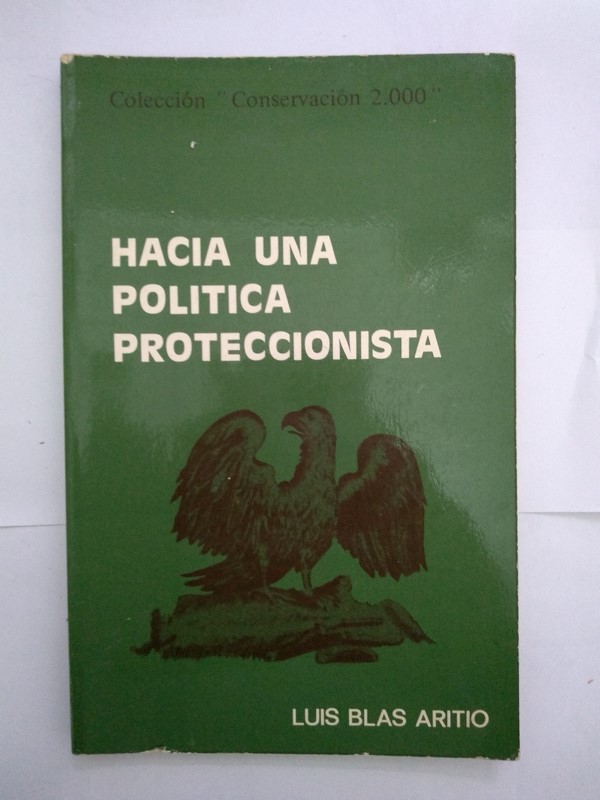 Colección "Conservación 2.000"
HACIA UNA
POLITICA
PROTECCIONISTA
LUIS BLAS ARITIO